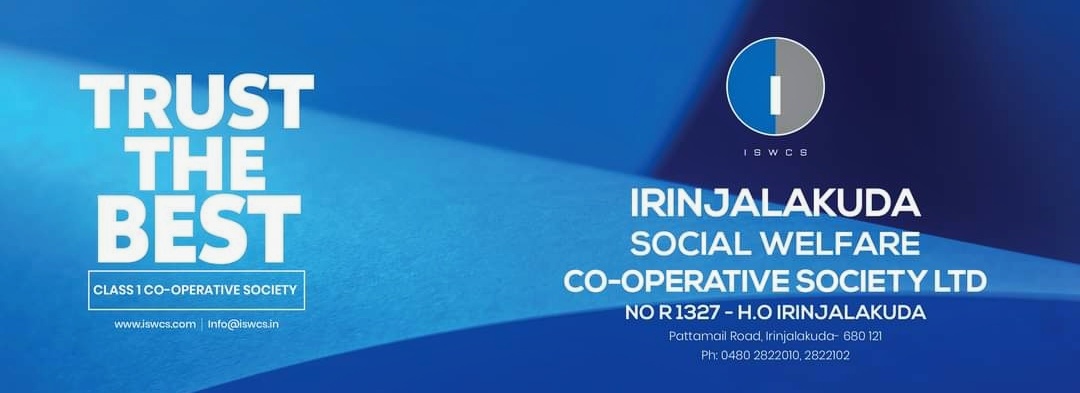 TRUST
THE
BEST
CLASS 1 CO-OPERATIVE SOCIETY
www.iswcs.com | Info@iswcs.in
I
ISWCS
IRINJALAKUDA
SOCIAL WELFARE
CO-OPERATIVE SOCIETY LTD
NO R 1327 - H.O IRINJALAKUDA
Pattamail Road, Irinjalakuda- 680 121
Ph: 0480 2822010, 2822102